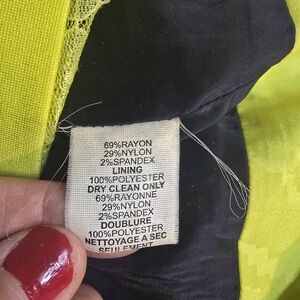 69%RAYON
29%NYLON
2%SPANDEX
LINING
100%POLYESTER
DRY CLEAN ONLY
69%RAYONNE
29%NYLON
2%SPANDEX
DOUBLURE
100%POLYESTER
NETTOYAGE A SEC
SEULEMENT